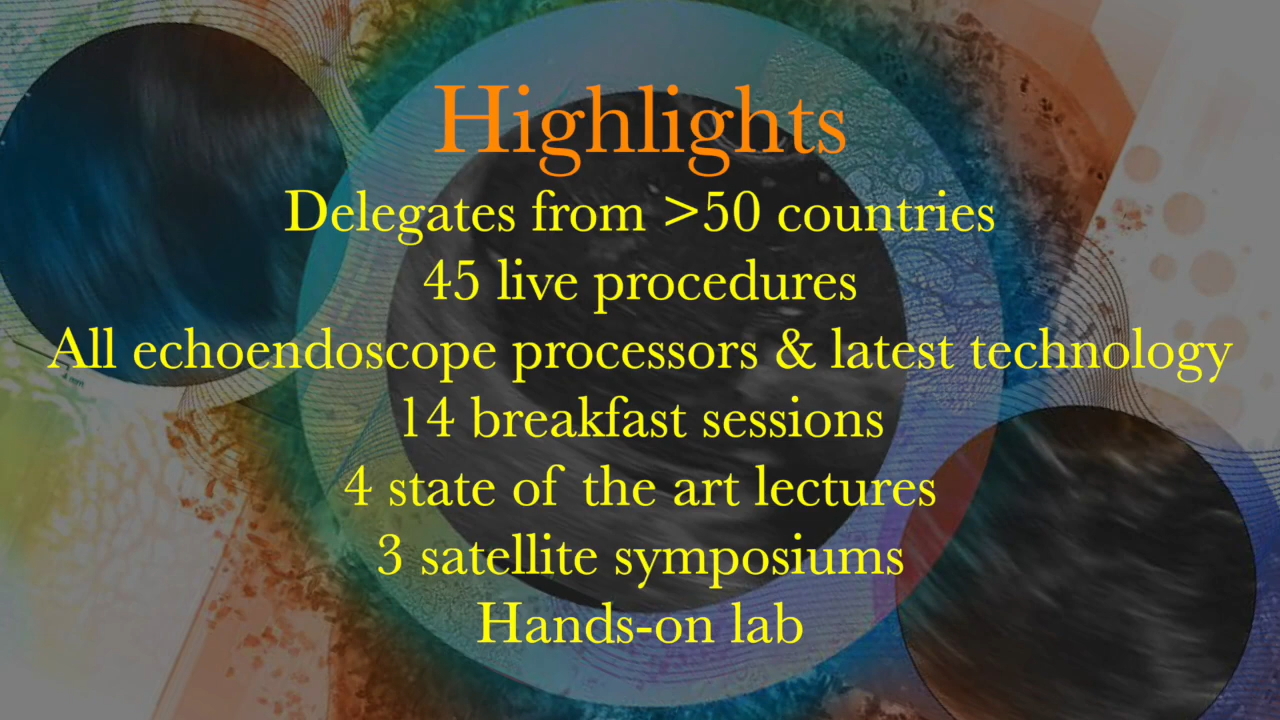 Highlights
Delegates from >50 countries
45 live procedures
All echoendoscope processors & latest technology
14 breakfast sessions
4 state of the art lectures
3 satellite symposiums
Hands-on lab